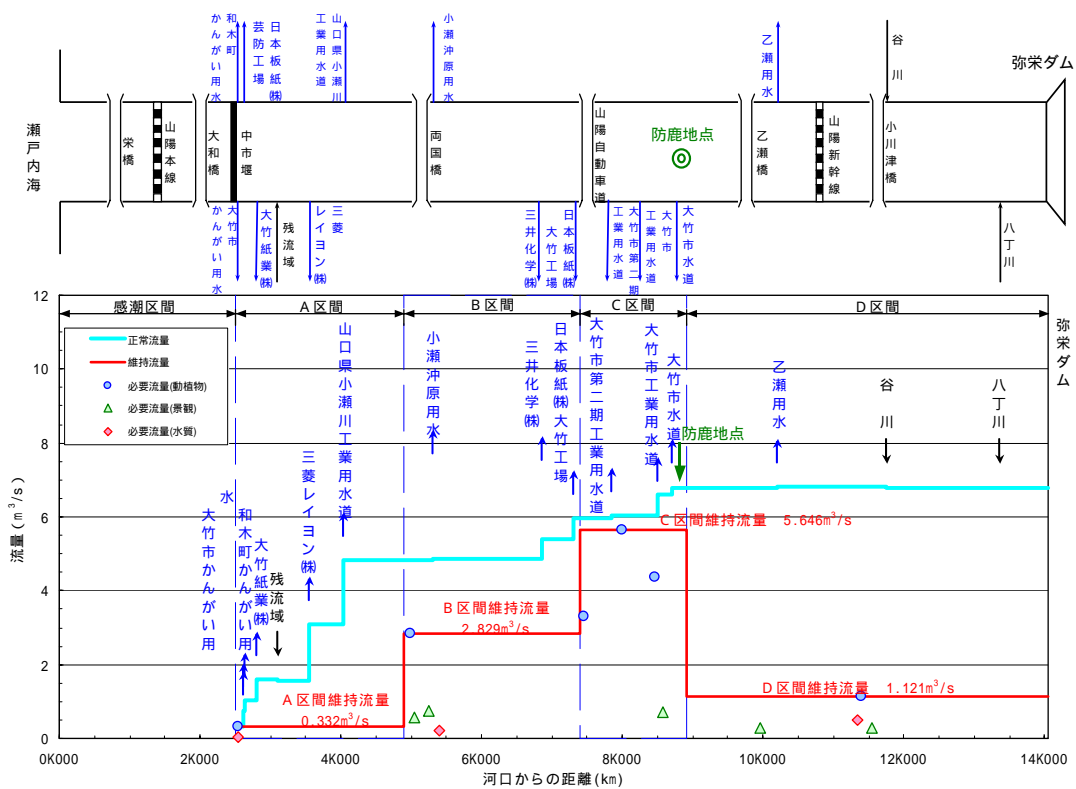 和木町
かんがい用水
日本板紙㈱
芸防工場
山口県小瀬川
工業用水道
小瀬沖原用水
乙瀬用水
谷川
弥栄ダム
瀬戸内海
栄橋
山陽本線
大和橋
中市堰
両国橋
山陽自動車道
防鹿地点
乙瀬橋
山陽新幹線
小川津橋
大竹市
かんがい用水
大竹紙業㈱
残流域
三菱
レイヨン㈱
三井化学㈱
日本板紙㈱
大竹工場
大竹市第二期
工業用水道
大竹市
工業用水道
大竹市水道
八丁川
12
10
8
6
4
2
0
流量(m³/s)
感潮区間
A区間
B区間
C区間
D区間
正常流量
維持流量
必要流量(動植物)
必要流量(景観)
必要流量(水質)
大竹市かんがい用
水
和木町かんがい用
大竹紙業㈱
残流域
三菱レイヨン㈱
山口県小瀬川工業用水道
小瀬沖原用水
三井化学㈱
日本板紙㈱大竹工場
大竹市第二期工業用水道
大竹市工業用水道
大竹市水道
防鹿地点
乙瀬用水
谷川
八丁川
弥栄ダム
A区間維持流量
0.332m³/s
B区間維持流量
2.829m³/s
C区間維持流量 5.646m³/s
D区間維持流量 1.121m³/s
0K000
2K000
4K000
6K000
8K000
10K000
12K000
14K000
河口からの距離(km)